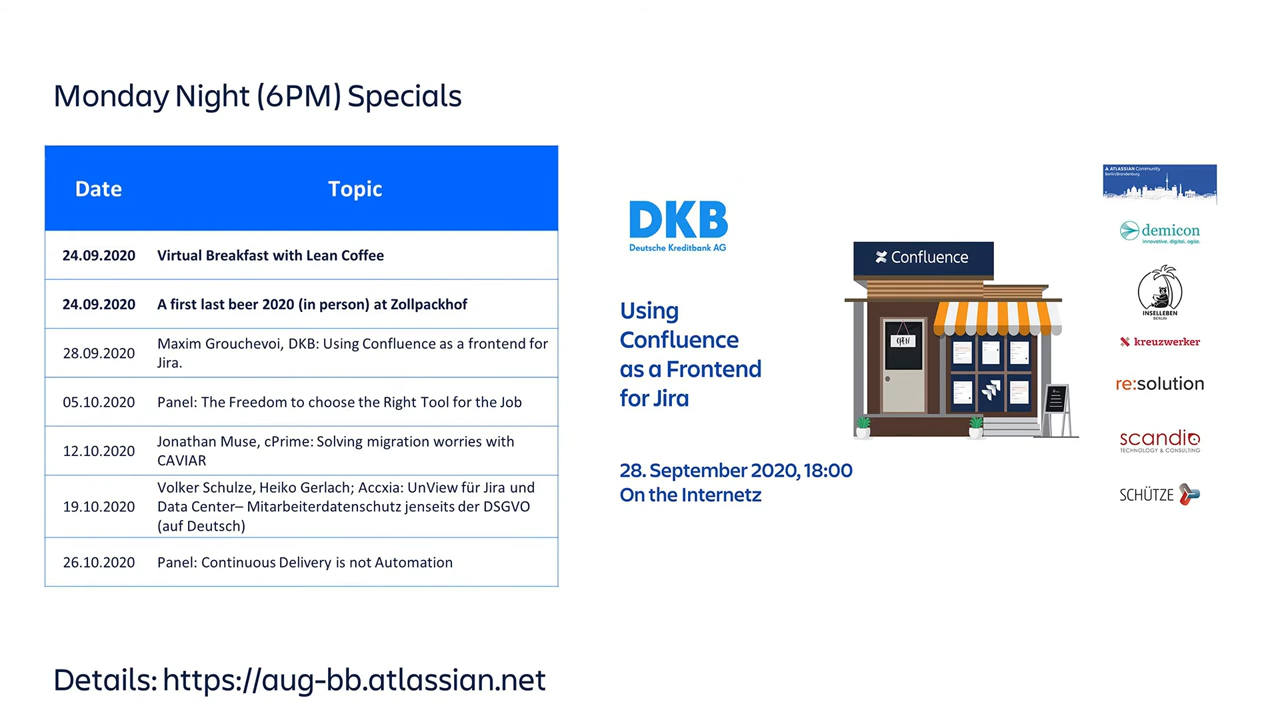 Monday Night (6PM) Specials
Date Topic
24.09.2020 Virtual Breakfast with Lean Coffee
24.09.2020 A first last beer 2020 (in person) at Zollpackhof
28.09.2020 Maxim Grouchevoi, DKB: Using Confluence as a frontend for
Jira.
05.10.2020 Panel: The Freedom to choose the Right Tool for the Job
12.10.2020 Jonathan Muse, cPrime: Solving migration worries with
CAVIAR
19.10.2020 Volker Schulze, Heiko Gerlach; Accxia: UnView für Jira und
Data Center– Mitarbeiterdatenschutz jenseits der DSGVO
(auf Deutsch)
26.10.2020 Panel: Continuous Delivery is not Automation
DKB
Deutsche Kreditbank AG
Using
Confluence
as a Frontend
for Jira
28. September 2020, 18:00
On the Internetz
Confluence
OPEN
ATLASSIAN Community
Berlin/Brandenburg
demicon
innovative. digital. agile.
INSELLEBEN
BERLIN
kreuzwerker
re:solution
scandio
TECHNOLOGY & CONSULTING
SCHÜTZE
Details: https://aug-bb.atlassian.net